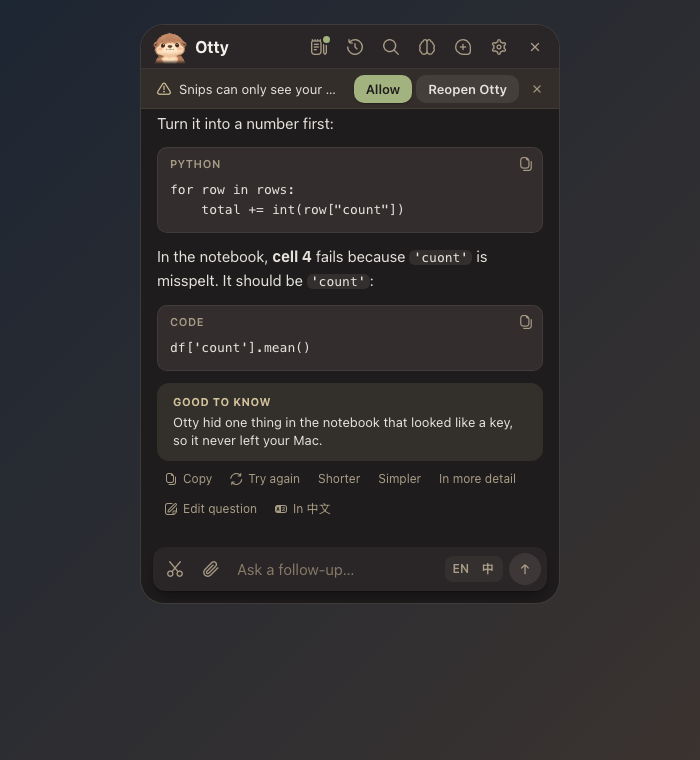 Otty
Snips can only see your ...
Allow
Reopen Otty
Turn it into a number first:
PYTHON
for row in rows:
    total += int(row["count"])
In the notebook, cell 4 fails because 'cuont' is
misspelt. It should be 'count':
CODE
df['count'].mean()
GOOD TO KNOW
Otty hid one thing in the notebook that looked like a key,
so it never left your Mac.
Copy Try again Shorter Simpler In more detail
Edit question In 中文
Ask a follow-up...
EN 中